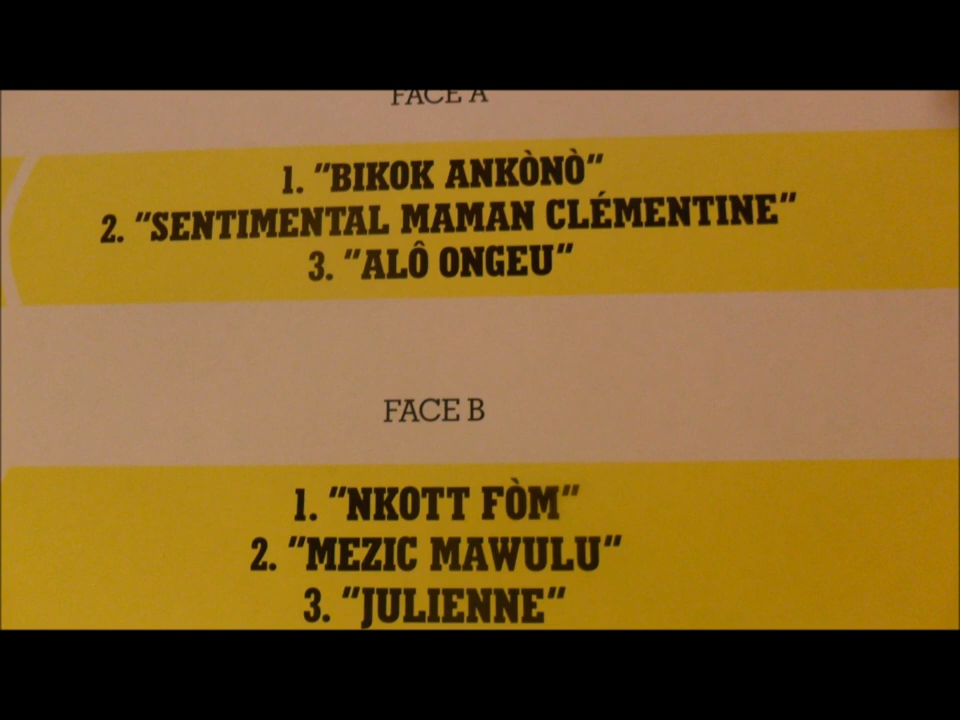 FACE A
1. "BIKOK ANKÒNÒ"
2. "SENTIMENTAL MAMAN CLÉMENTINE"
3. "ALÔ ONGEU"
FACE B
1. "NKOTT FÒM"
2. "MEZIC MAWULU"
3. "JULIENNE"